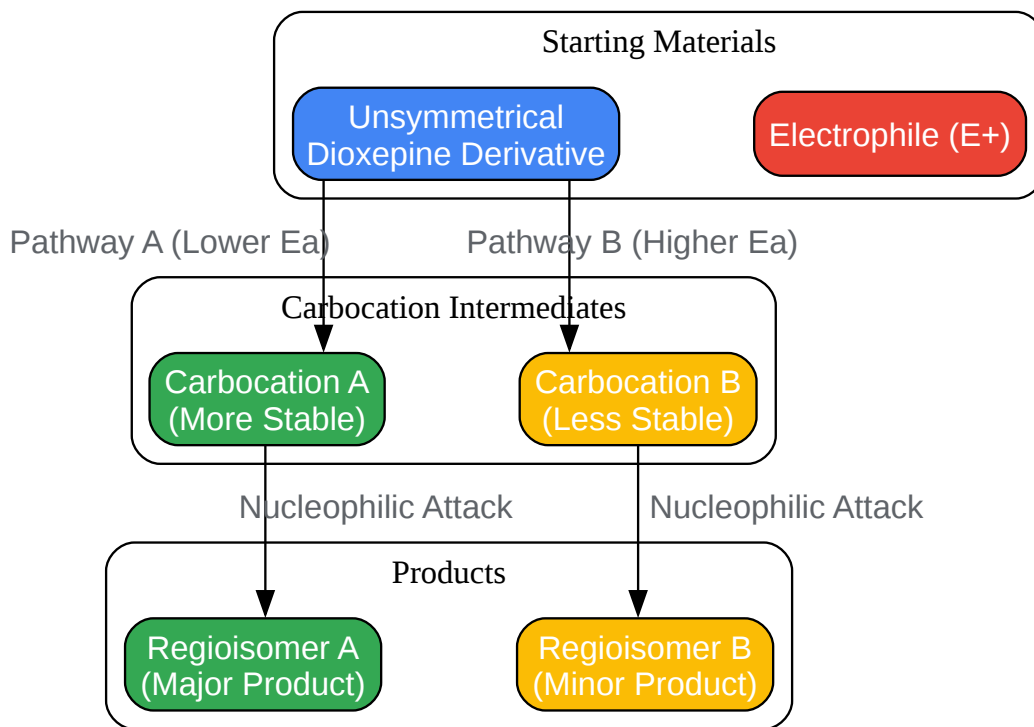 Starting Materials
Unsymmetrical
Dioxepine Derivative
Electrophile (E+)
Pathway A (Lower Ea)
Pathway B (Higher Ea)
Carbocation Intermediates
Carbocation A
(More Stable)
Carbocation B
(Less Stable)
Nucleophilic Attack
Nucleophilic Attack
Products
Regioisomer A
(Major Product)
Regioisomer B
(Minor Product)